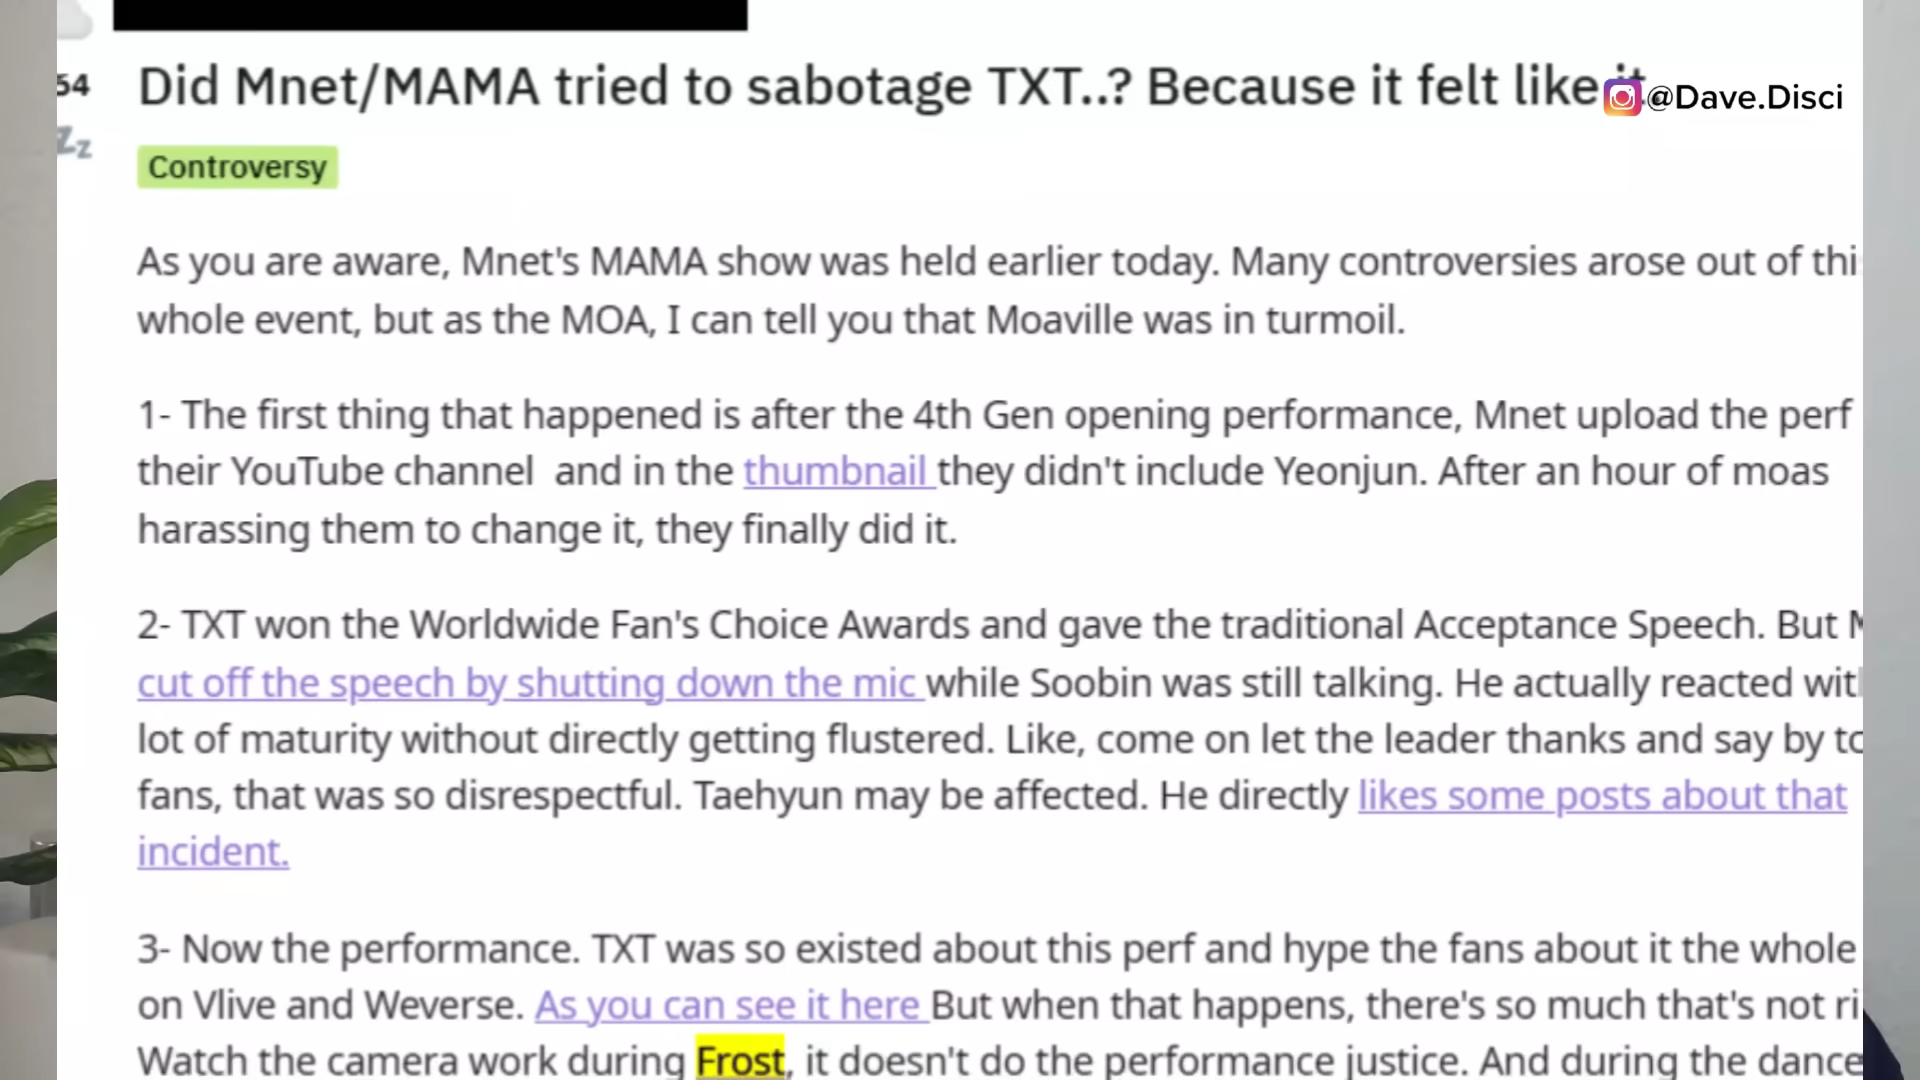 54
Did Mnet/MAMA tried to sabotage TXT..? Because it felt like it.
@Dave.Disci
Zz
Controversy
As you are aware, Mnet's MAMA show was held earlier today. Many controversies arose out of thi
whole event, but as the MOA, I can tell you that Moaville was in turmoil.
1- The first thing that happened is after the 4th Gen opening performance, Mnet upload the perf
their YouTube channel and in the thumbnail they didn't include Yeonjun. After an hour of moas
harassing them to change it, they finally did it.
2- TXT won the Worldwide Fan's Choice Awards and gave the traditional Acceptance Speech. But
cut off the speech by shutting down the mic while Soobin was still talking. He actually reacted wit
lot of maturity without directly getting flustered. Like, come on let the leader thanks and say by to
fans, that was so disrespectful. Taehyun may be affected. He directly likes some posts about that
incident.
3- Now the performance. TXT was so existed about this perf and hype the fans about it the whole
on Vlive and Weverse. As you can see it here But when that happens, there's so much that's not ri
Watch the camera work during Frost, it doesn't do the performance justice. And during the dance